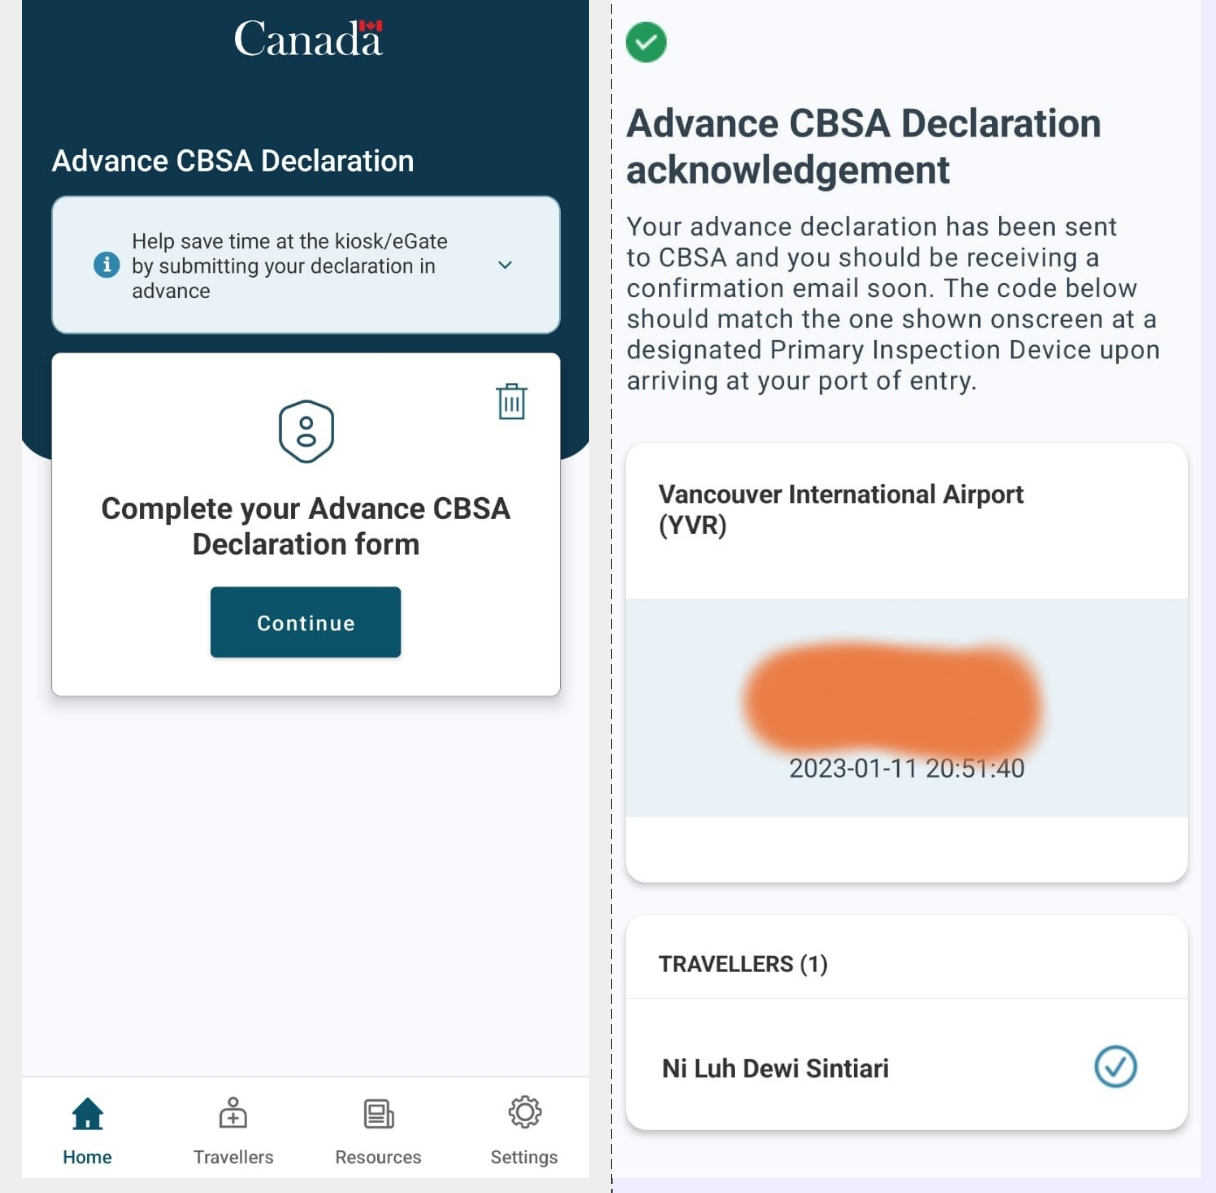 Canada
Advance CBSA Declaration
Help save time at the kiosk/eGate
by submitting your declaration in
advance
Complete your Advance CBSA
Declaration form
Continue
Home
Travellers
Resources
Settings
Advance CBSA Declaration
acknowledgement
Your advance declaration has been sent
to CBSA and you should be receiving a
confirmation email soon. The code below
should match the one shown onscreen at a
designated Primary Inspection Device upon
arriving at your port of entry.
Vancouver International Airport
(YVR)
2023-01-11 20:51:40
TRAVELLERS (1)
Ni Luh Dewi Sintiari